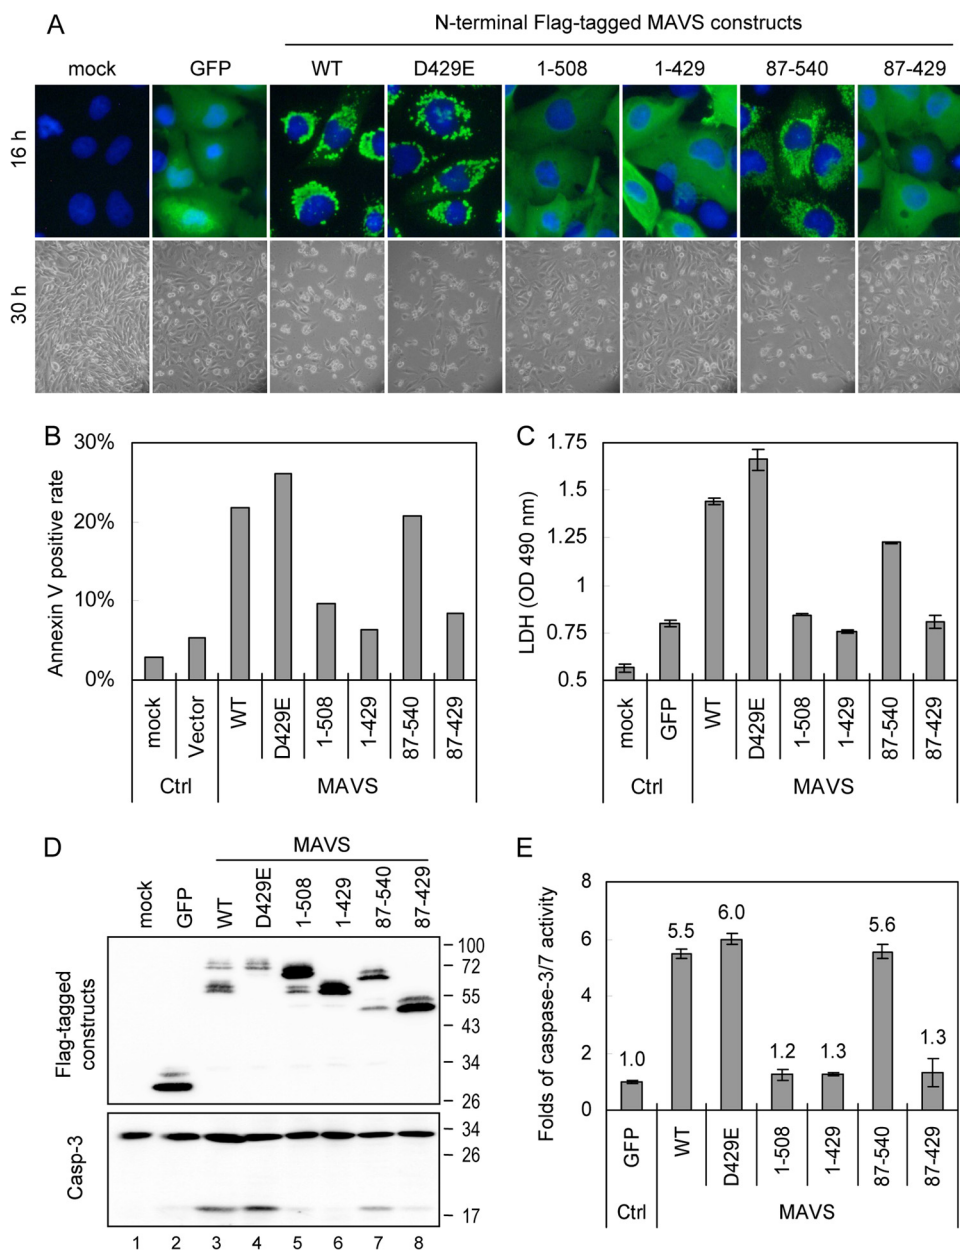 A
N-terminal Flag-tagged MAVS constructs
mock GFP WT D429E 1-508 1-429 87-540 87-429
16 h
30 h
B
Annexin V positive rate
30%
20%
10%
0%
mock Vector WT D429E 1-508 1-429 87-540 87-429
Ctrl MAVS
C
LDH (OD 490 nm)
1.75
1.5
1.25
1
0.75
0.5
mock GFP WT D429E 1-508 1-429 87-540 87-429
Ctrl MAVS
D
MAVS
mock GFP WT D429E 1-508 1-429 87-540 87-429
Flag-tagged
constructs
100
72
55
43
34
26
Casp-3
34
26
17
1 2 3 4 5 6 7 8
E
Folds of caspase-3/7 activity
8
6
4
2
0
1.0 5.5 6.0 1.2 1.3 5.6 1.3
GFP WT D429E 1-508 1-429 87-540 87-429
Ctrl MAVS